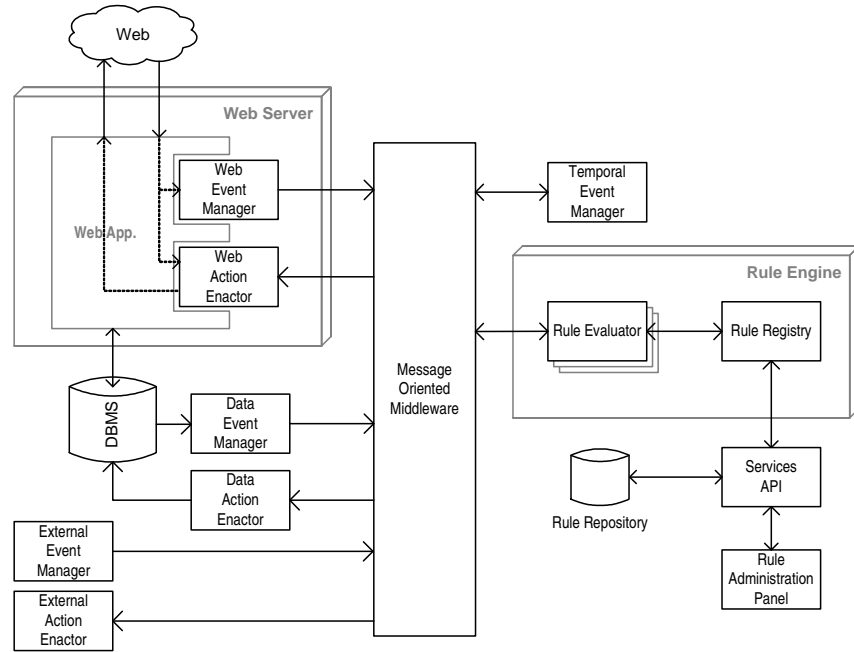 Web
Web Server
Web
Event
Manager
Web App.
Web
Action
Enactor
Temporal
Event
Manager
Rule Engine
Rule Evaluator
Rule Registry
Message
Oriented
Middleware
DBMS
Data
Event
Manager
Data
Action
Enactor
Services
API
Rule Repository
External
Event
Manager
Rule
Administration
Panel
External
Action
Enactor